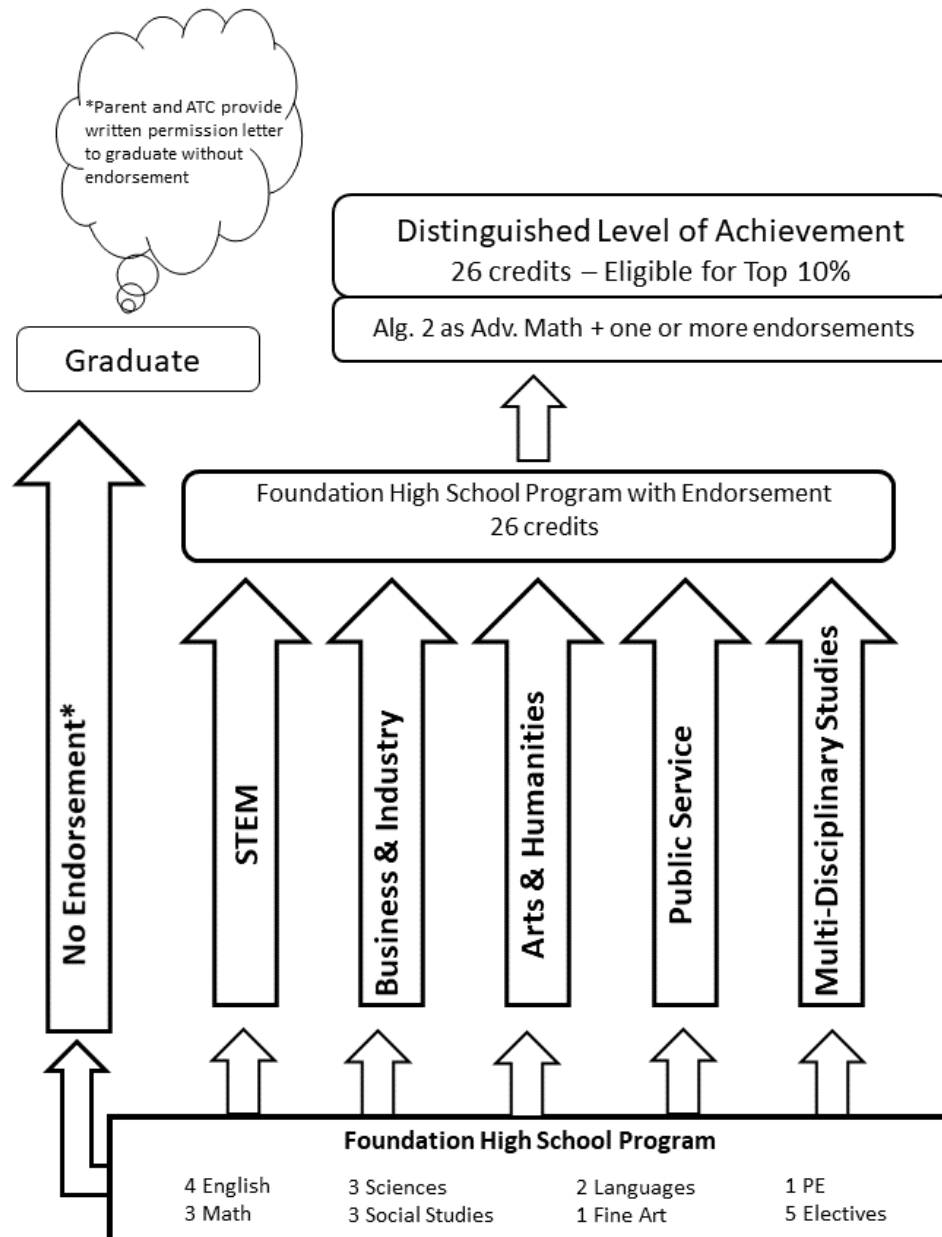 *Parent and ATC provide
written permission letter
to graduate without
endorsement
Distinguished Level of Achievement
26 credits – Eligible for Top 10%
Alg. 2 as Adv. Math + one or more endorsements
Graduate
Foundation High School Program with Endorsement
26 credits
No Endorsement*
STEM
Business & Industry
Arts & Humanities
Public Service
Multi-Disciplinary Studies
Foundation High School Program
4 English 3 Sciences 2 Languages 1 PE
3 Math 3 Social Studies 1 Fine Art 5 Electives